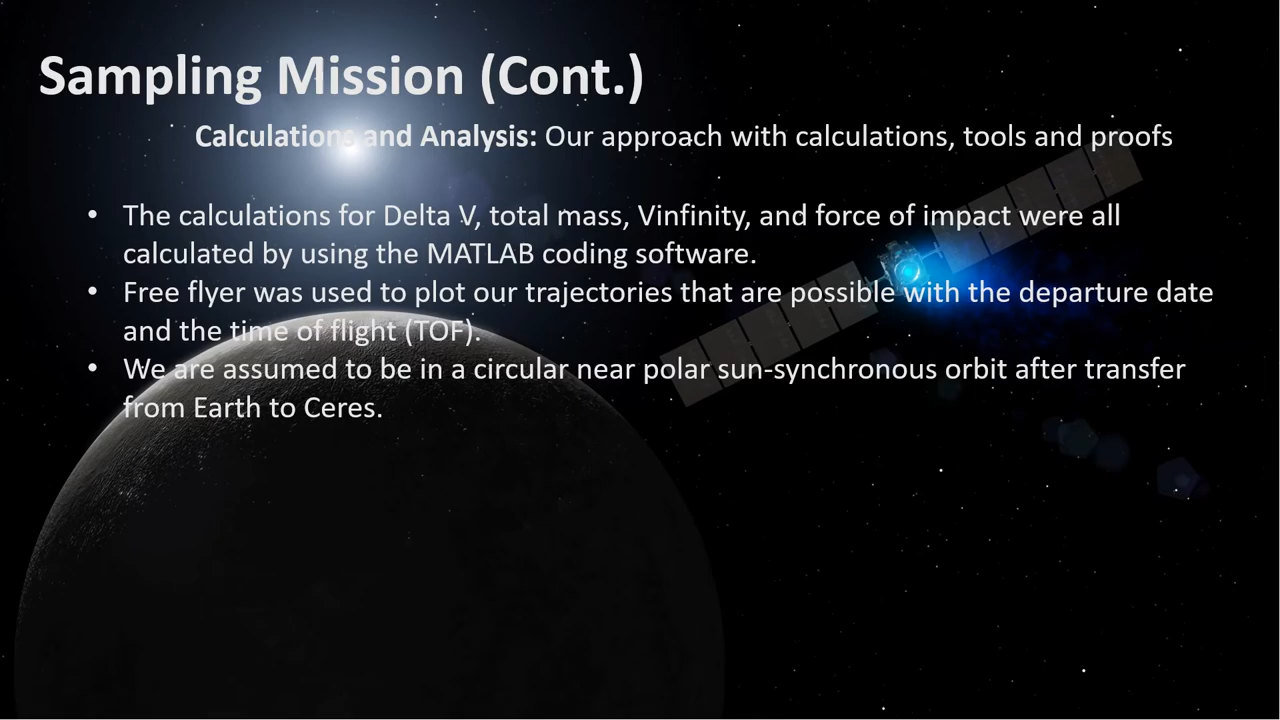 Sampling Mission (Cont.)
Calculations and Analysis: Our approach with calculations, tools and proofs
• The calculations for Delta V, total mass, Vinfinity, and force of impact were all
calculated by using the MATLAB coding software.
• Free flyer was used to plot our trajectories that are possible with the departure date
and the time of flight (TOF).
• We are assumed to be in a circular near polar sun-synchronous orbit after transfer
from Earth to Ceres.